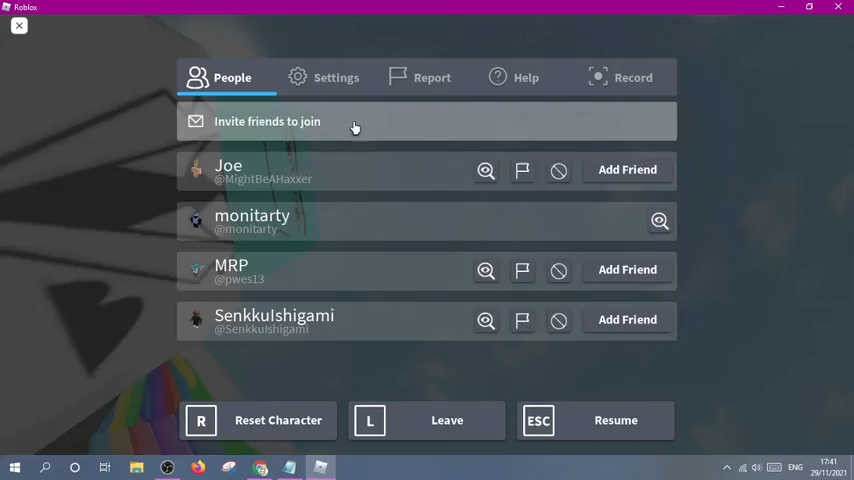 Roblox
People Settings Report Help Record
Invite friends to join
Joe
@MightBeAHaxxer
Add Friend
monitarty
@monitarty
MRP
@pwes13
Add Friend
SenkkuIshigami
@SenkkuIshigami
Add Friend
R Reset Character L Leave ESC Resume
ENG
17:41
29/11/2021